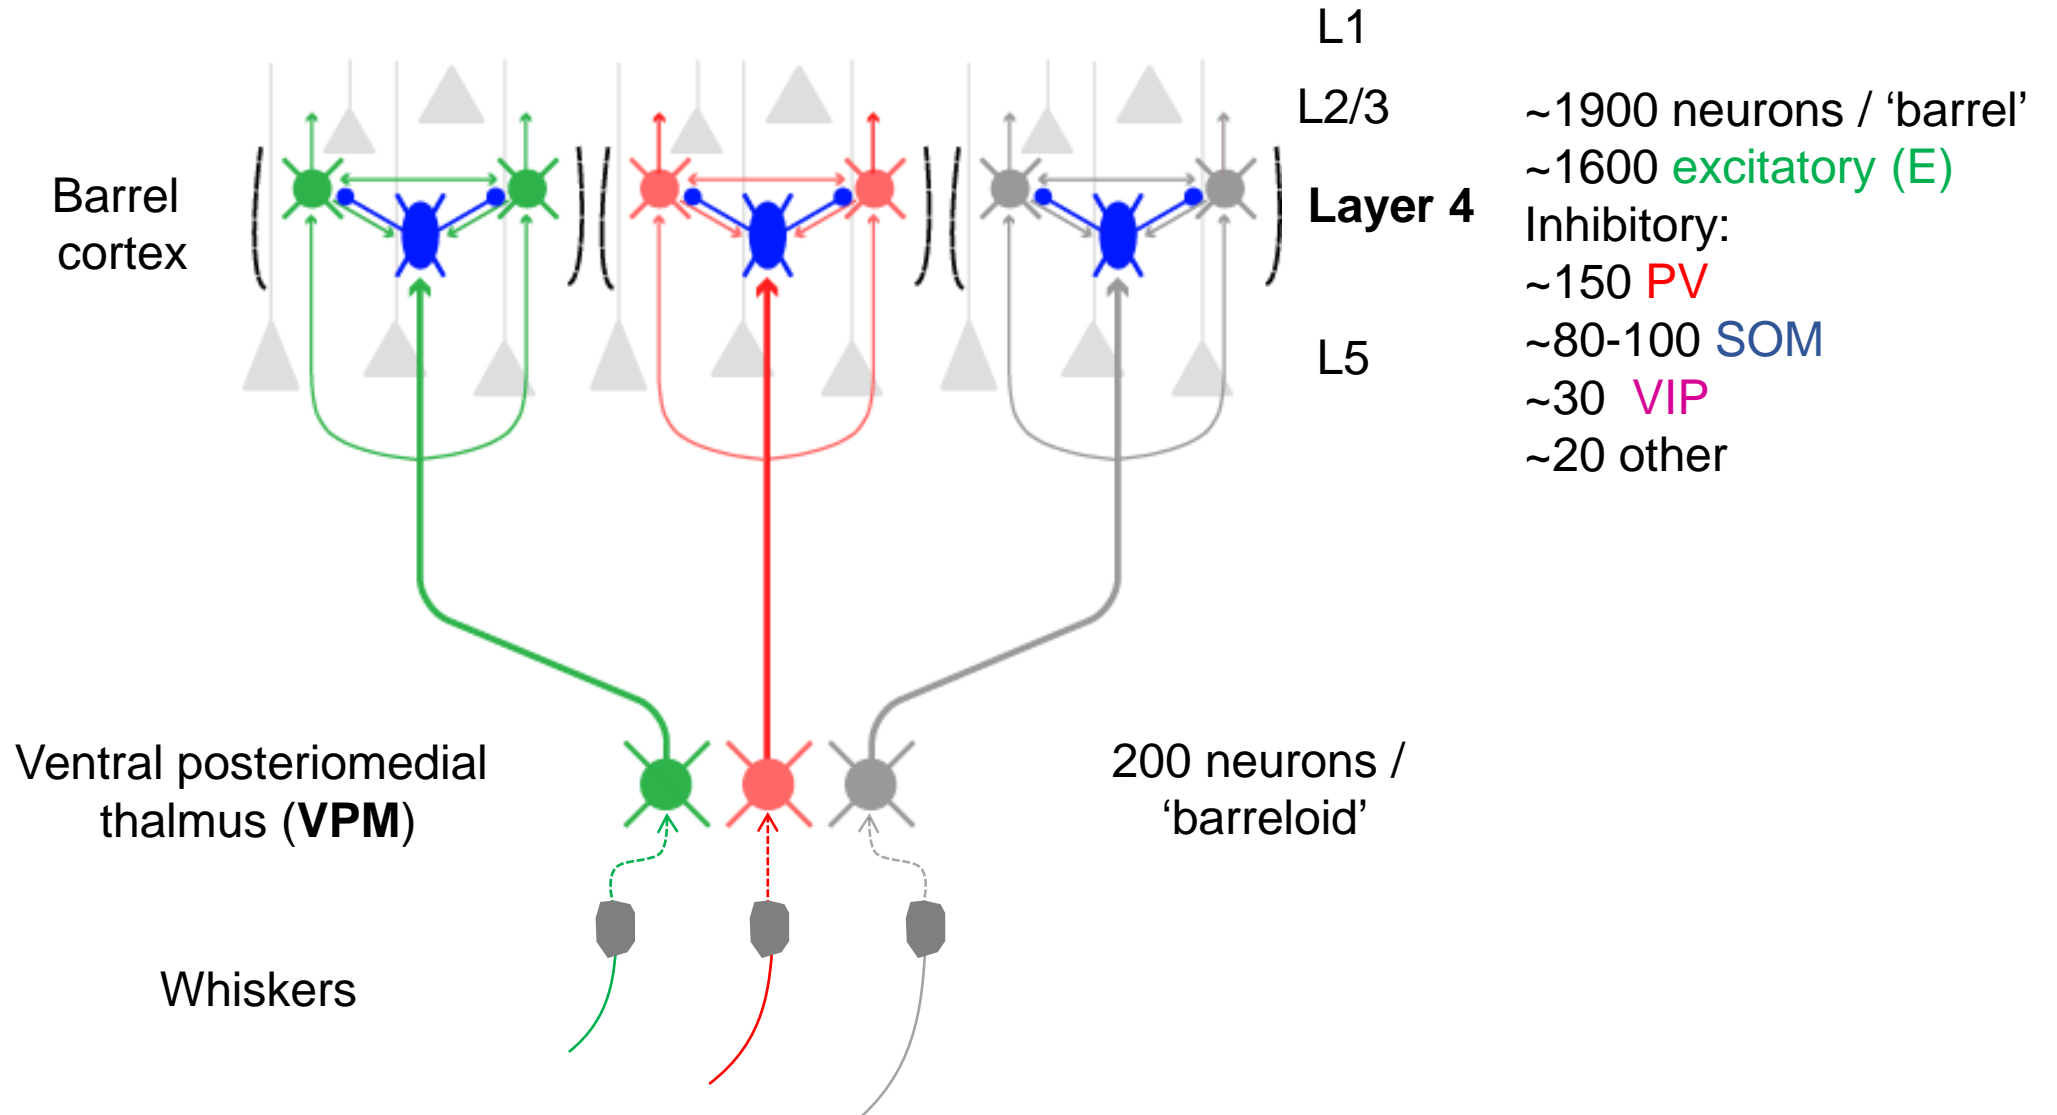 L1
L2/3
Layer 4
L5
~1900 neurons / ‘barrel’
~1600 excitatory (E)
Inhibitory:
~150 PV
~80-100 SOM
~30 VIP
~20 other
Barrel
cortex
Ventral posteriomedial
thalmus (VPM)
200 neurons /
‘barreloid’
Whiskers